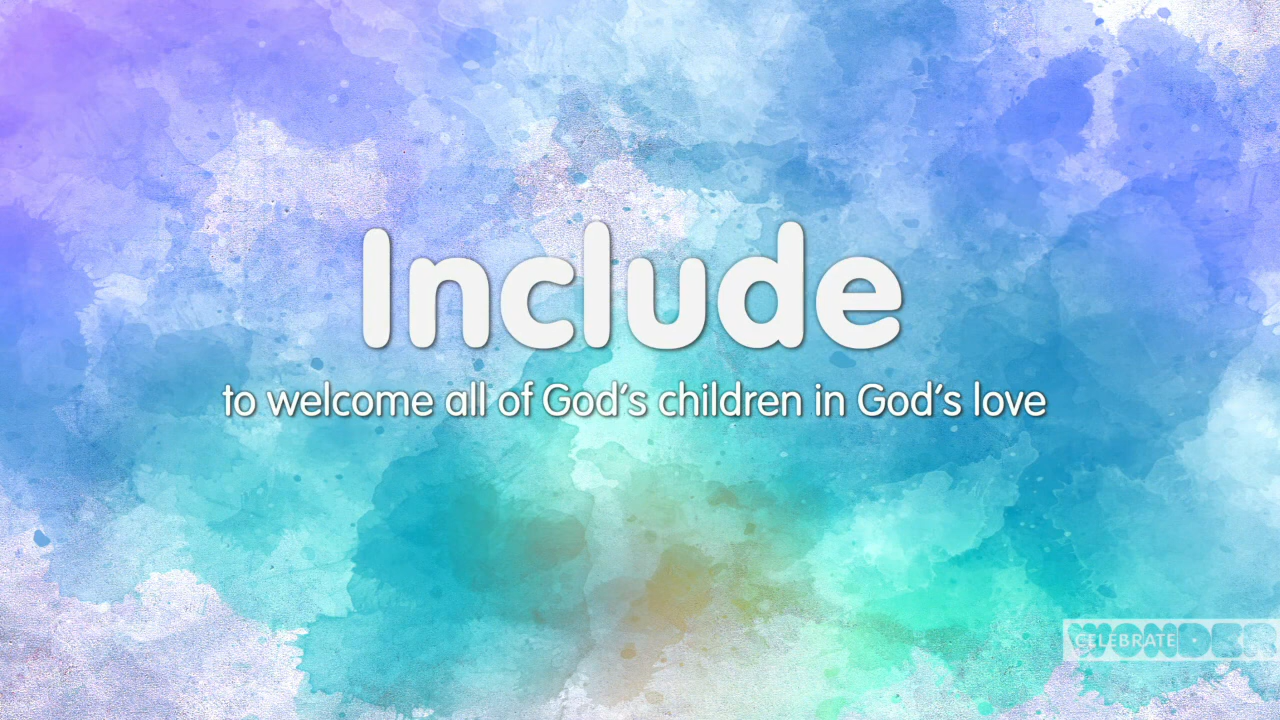 Include
to welcome all of God's children in God's love
CELEBRATE WONDER